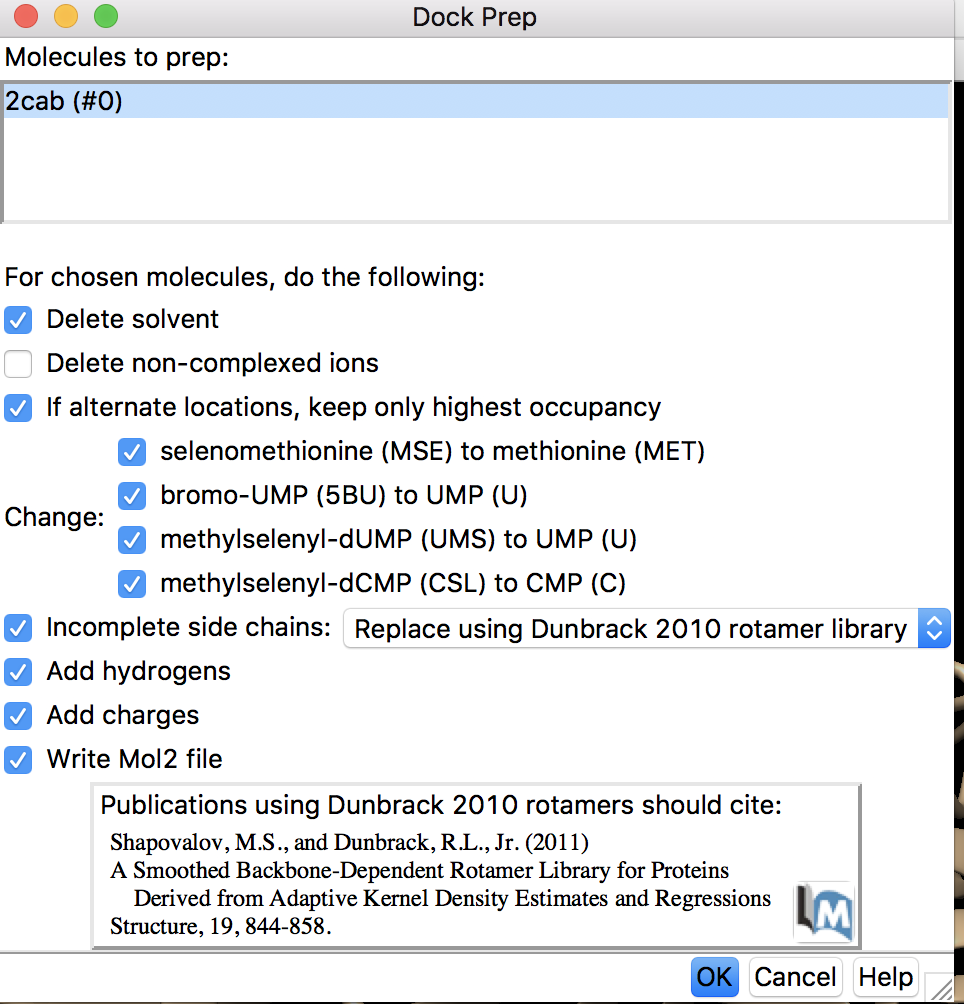 Dock Prep
Molecules to prep:
2cab (#0)
For chosen molecules, do the following:
Delete solvent
Delete non-complexed ions
If alternate locations, keep only highest occupancy
Change:
selenomethionine (MSE) to methionine (MET)
bromo-UMP (5BU) to UMP (U)
methylselenyl-dUMP (UMS) to UMP (U)
methylselenyl-dCMP (CSL) to CMP (C)
Incomplete side chains: Replace using Dunbrack 2010 rotamer library
Add hydrogens
Add charges
Write Mol2 file
Publications using Dunbrack 2010 rotamers should cite:
Shapovalov, M.S., and Dunbrack, R.L., Jr. (2011)
A Smoothed Backbone-Dependent Rotamer Library for Proteins
Derived from Adaptive Kernel Density Estimates and Regressions
Structure, 19, 844-858.
M
OK Cancel Help